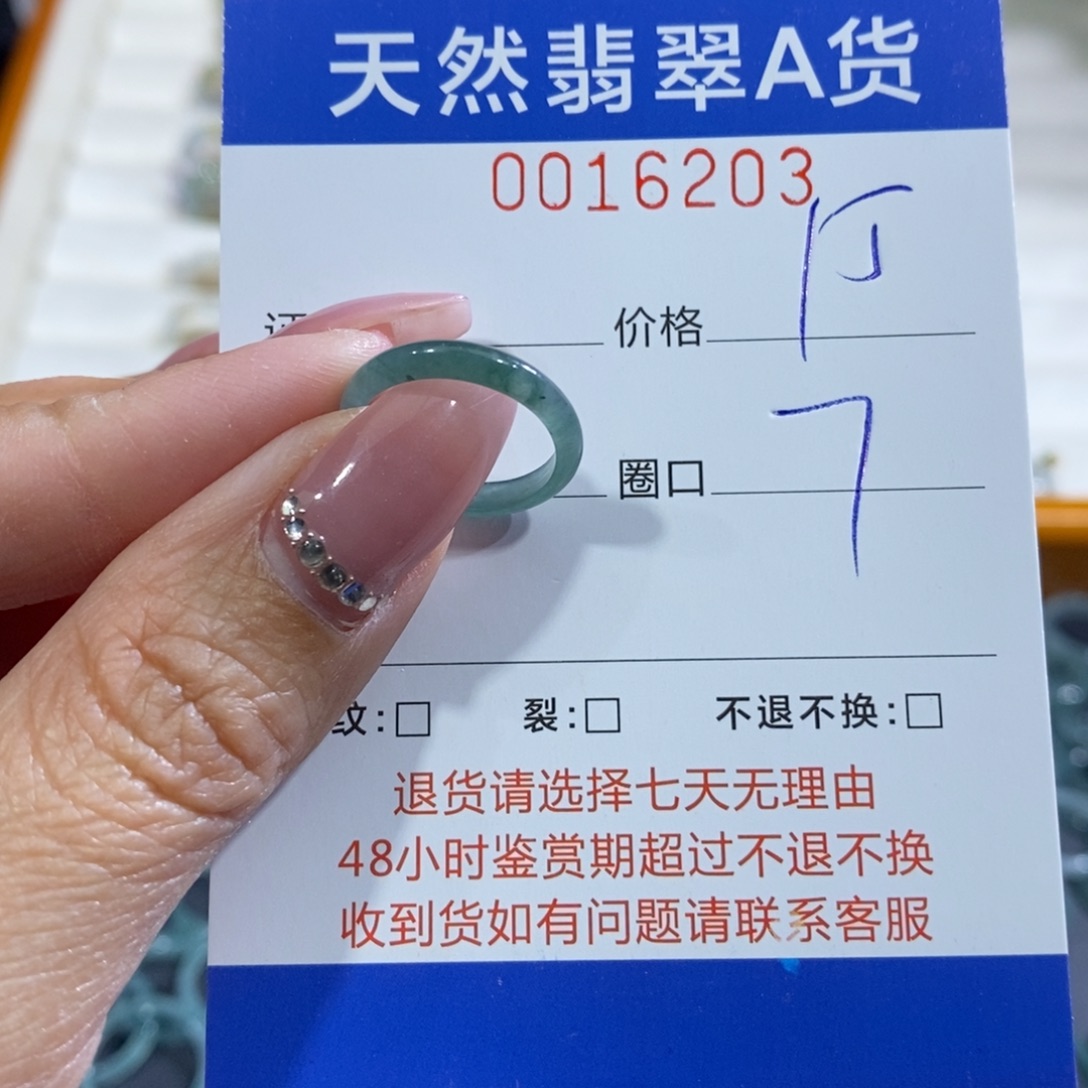 天然翡翠A货
0016203
价格
圈口 7
纹:□ 裂:□ 不退不换:□
退货请选择七天无理由
48小时鉴赏期超过不退不换
收到货如有问题请联系客服